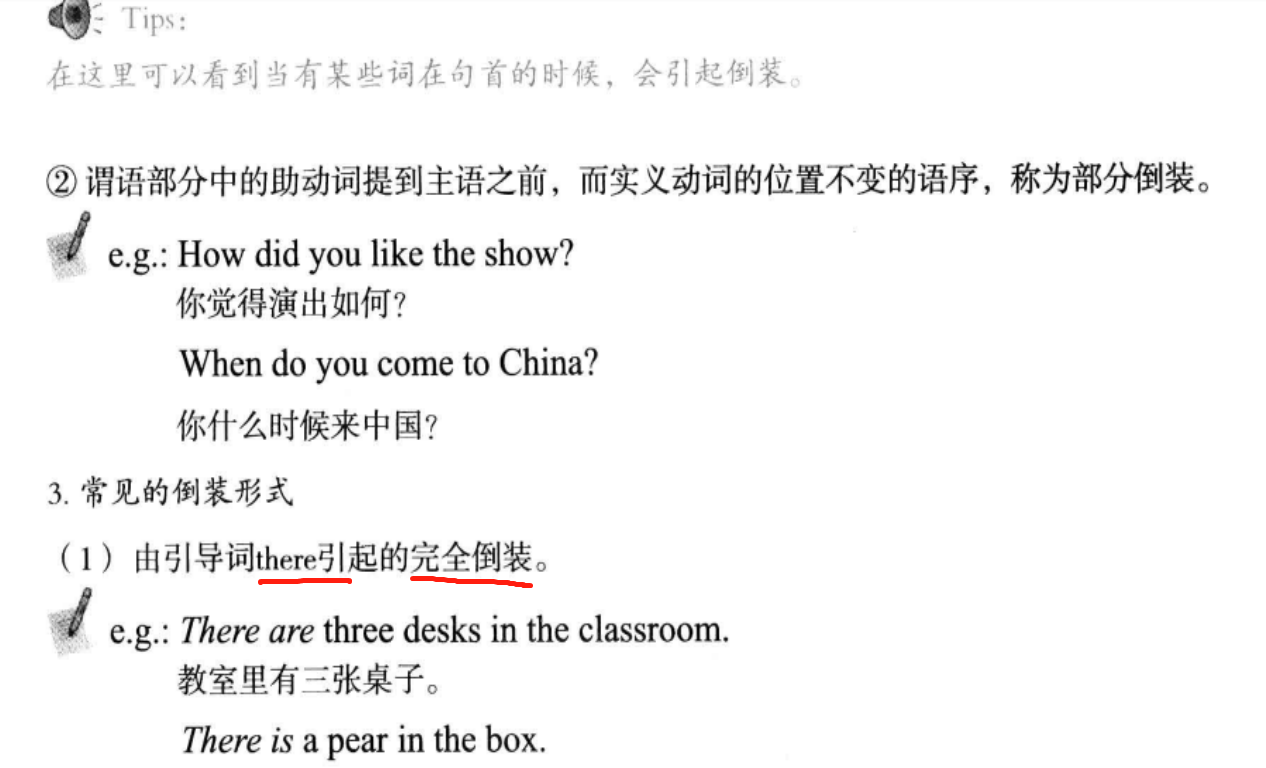 Tips:
在这里可以看到当有某些词在句首的时候，会引起倒装。
② 谓语部分中的助动词提到主语之前，而实义动词的位置不变的语序，称为部分倒装。
e.g.: How did you like the show?
你觉得演出如何？
When do you come to China?
你什么时候来中国？
3. 常见的倒装形式
（1）由引导词there引起的完全倒装。
e.g.: There are three desks in the classroom.
教室里有三张桌子。
There is a pear in the box.